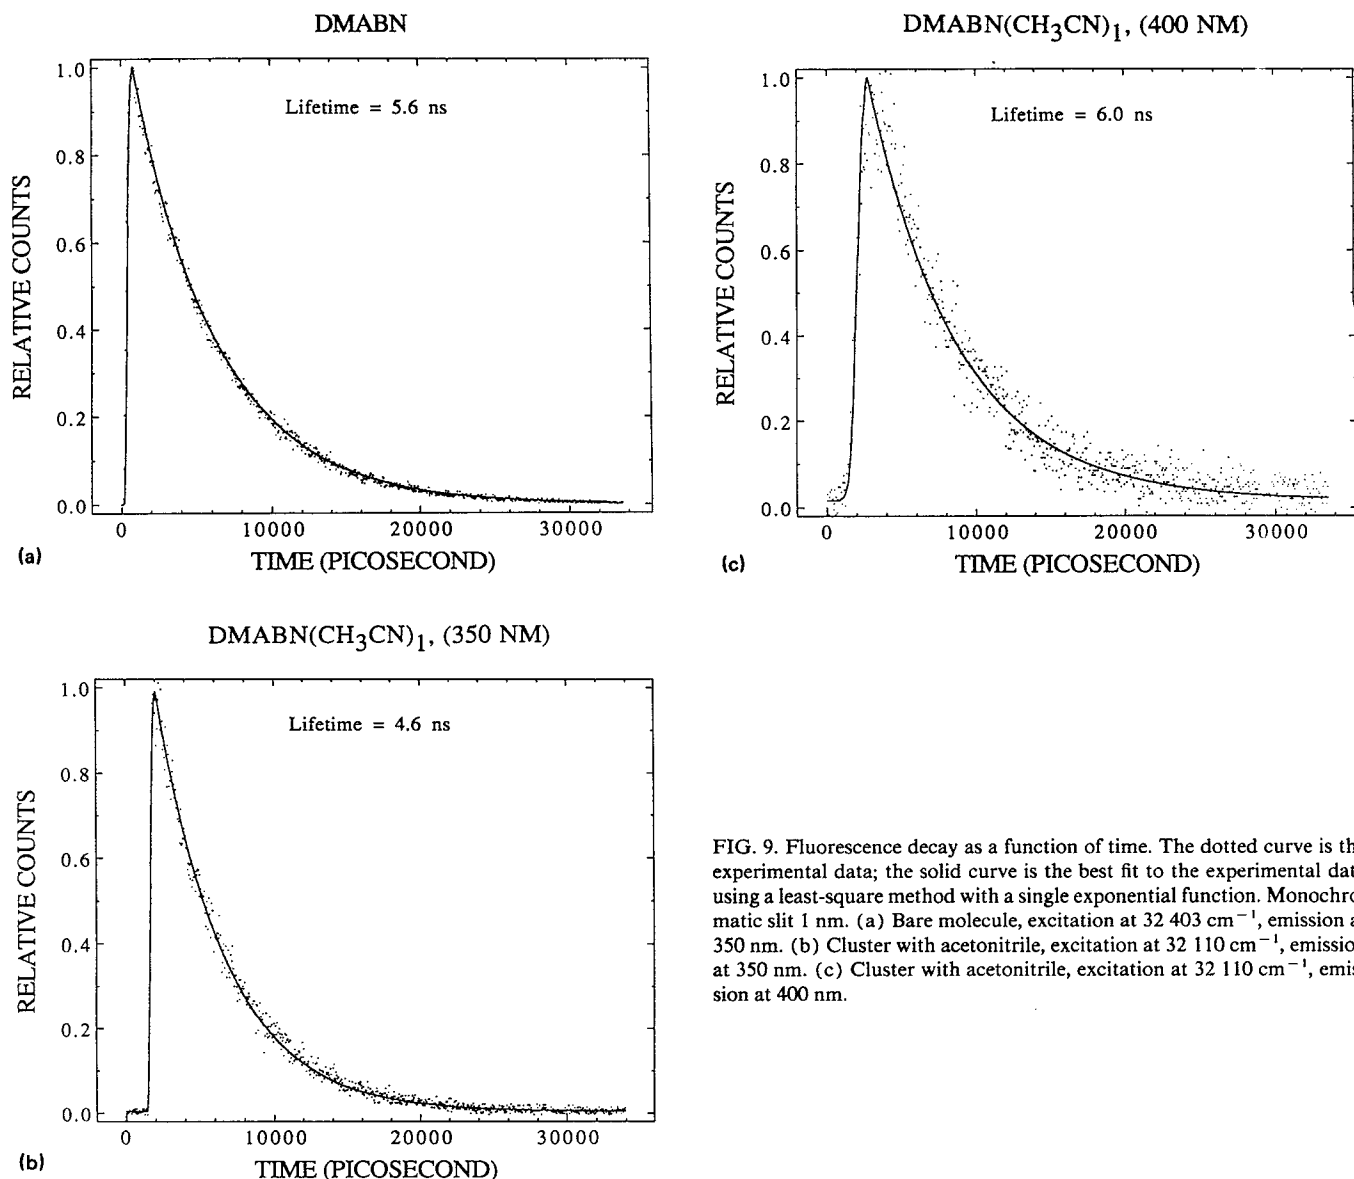 DMABN
Lifetime = 5.6 ns
RELATIVE COUNTS
1.0
0.8
0.6
0.4
0.2
0.0
0 10000 20000 30000
TIME (PICOSECOND)
(a)
DMABN(CH3CN)1, (400 NM)
Lifetime = 6.0 ns
RELATIVE COUNTS
1.0
0.8
0.6
0.4
0.2
0.0
0 10000 20000 30000
TIME (PICOSECOND)
(c)
DMABN(CH3CN)1, (350 NM)
Lifetime = 4.6 ns
RELATIVE COUNTS
1.0
0.8
0.6
0.4
0.2
0.0
0 10000 20000 30000
TIME (PICOSECOND)
(b)
FIG. 9. Fluorescence decay as a function of time. The dotted curve is th
experimental data; the solid curve is the best fit to the experimental dat
using a least-square method with a single exponential function. Monochro
matic slit 1 nm. (a) Bare molecule, excitation at 32 403 cm⁻¹, emission a
350 nm. (b) Cluster with acetonitrile, excitation at 32 110 cm⁻¹, emission
at 350 nm. (c) Cluster with acetonitrile, excitation at 32 110 cm⁻¹, emis
sion at 400 nm.